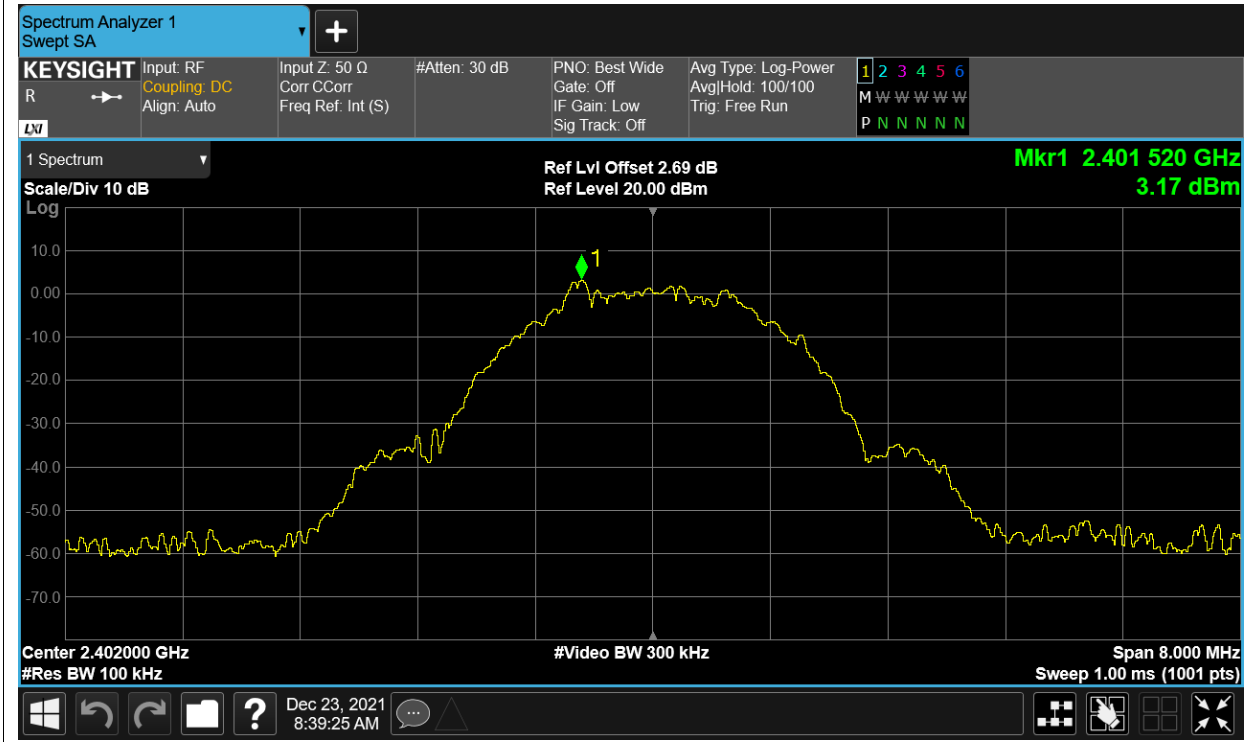 Spectrum Analyzer 1
Swept SA
KEYSIGHT
R
LXI
Input: RF
Coupling: DC
Align: Auto
Input Z: 50 Ω
Corr CCorr
Freq Ref: Int (S)
#Atten: 30 dB
PNO: Best Wide
Gate: Off
IF Gain: Low
Sig Track: Off
Avg Type: Log-Power
Avg|Hold: 100/100
Trig: Free Run
1 2 3 4 5 6
M W W W W W W
P N N N N N N
1 Spectrum
Scale/Div 10 dB
Log
Ref Lvl Offset 2.69 dB
Ref Level 20.00 dBm
Mkr1 2.401 520 GHz
3.17 dBm
1
10.0
0.00
-10.0
-20.0
-30.0
-40.0
-50.0
-60.0
-70.0
Center 2.402000 GHz
#Res BW 100 kHz
#Video BW 300 kHz
Span 8.000 MHz
Sweep 1.00 ms (1001 pts)
?
Dec 23, 2021
8:39:25 AM